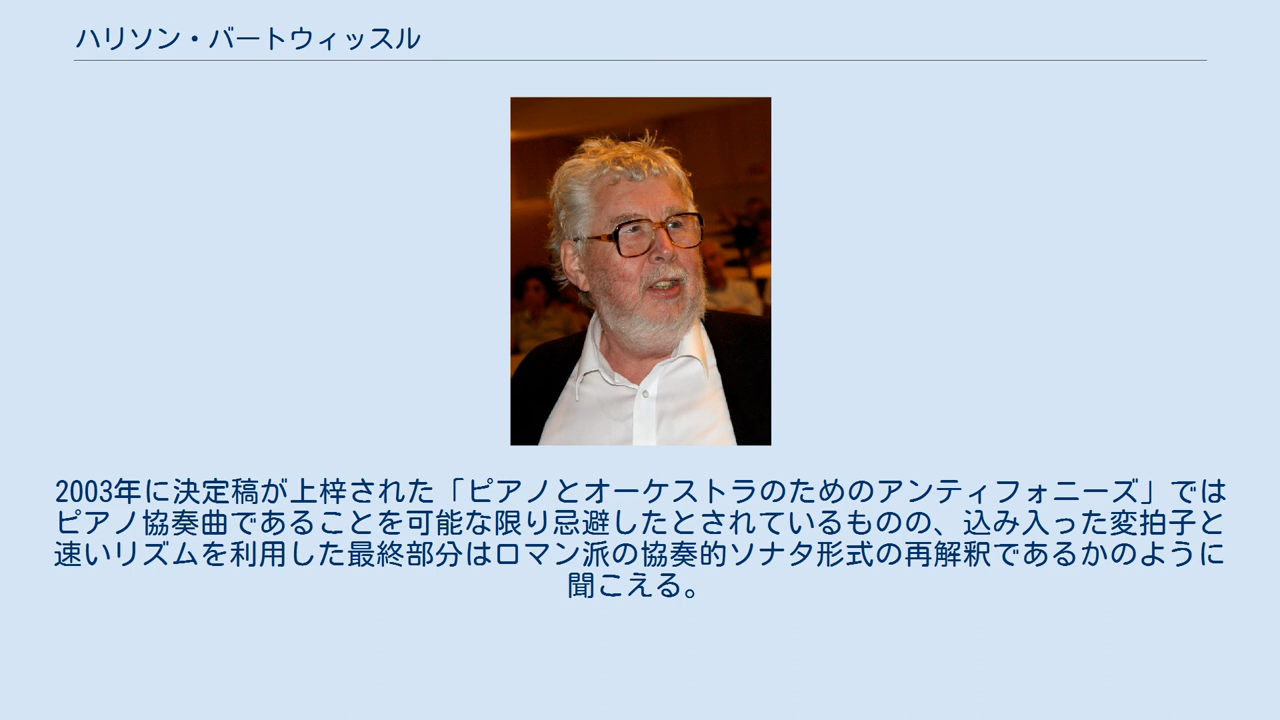 ハリソン・バートウィッスル
2003年に決定稿が上梓された「ピアノとオーケストラのためのアンティフォニーズ」では
ピアノ協奏曲であることを可能な限り忌避したとされているものの、込み入った変拍子と
速いリズムを利用した最終部分はロマン派の協奏的ソナタ形式の再解釈であるかのように
聞こえる。